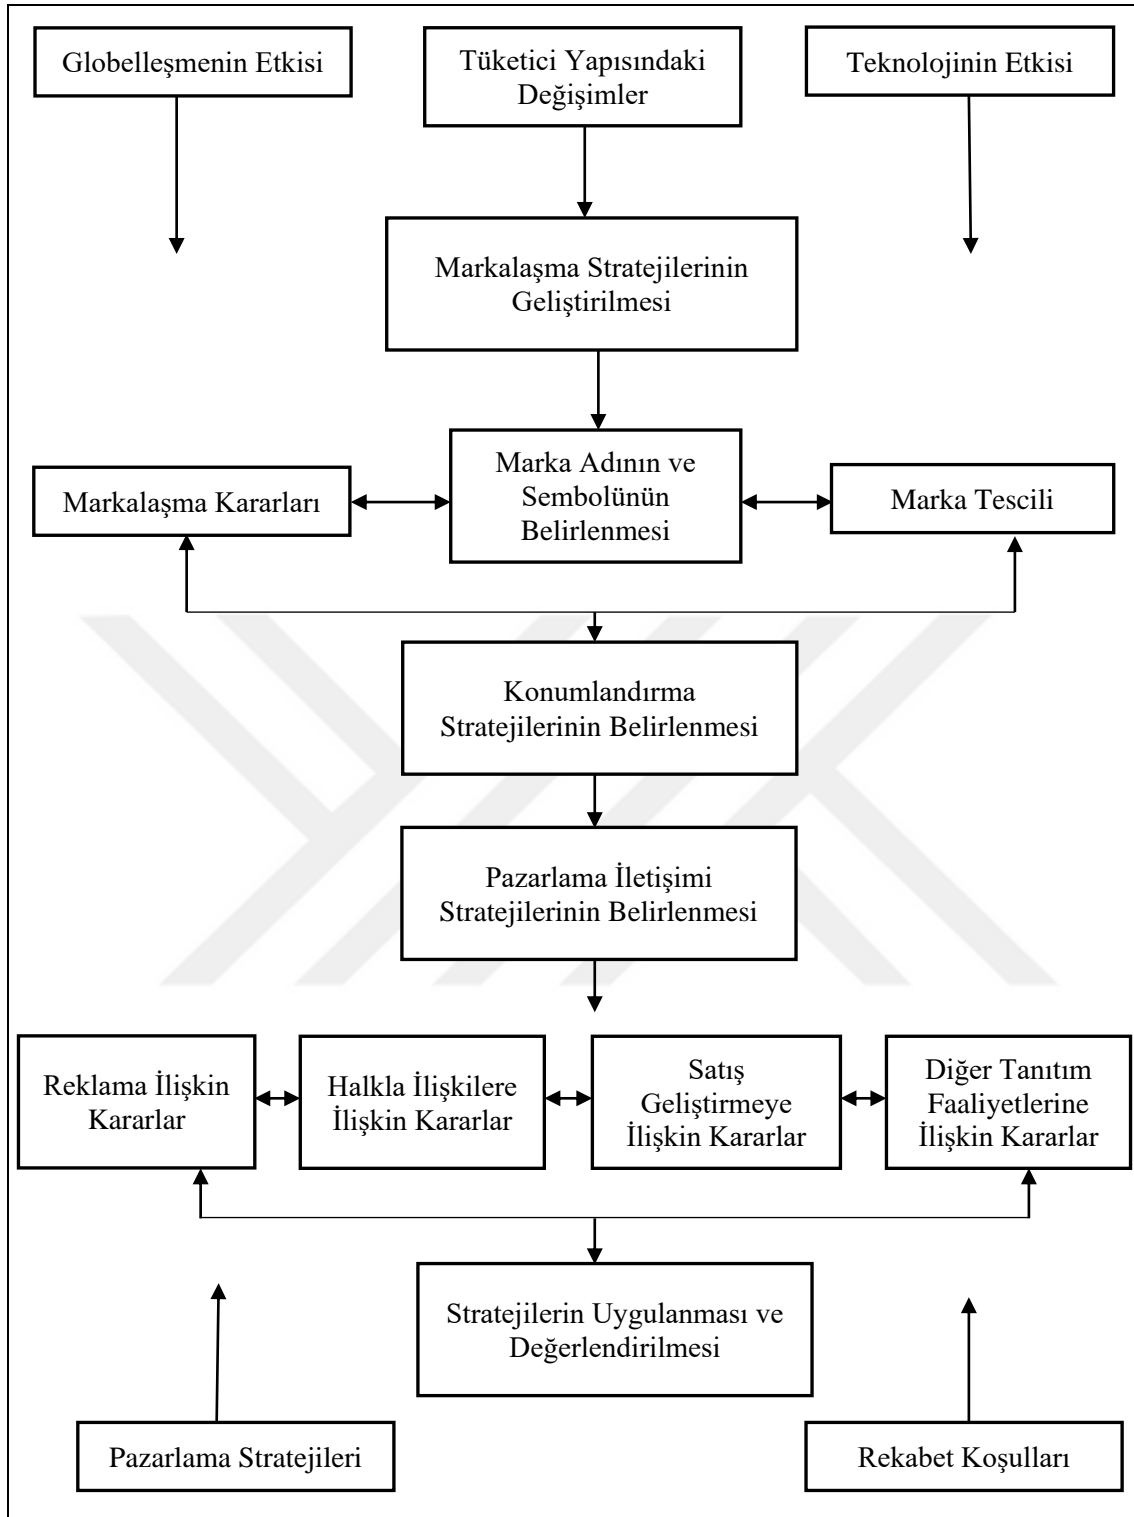 Globelleşmenin Etkisi
Tüketici Yapısındaki
Değişimler
Teknolojinin Etkisi
Markalaşma Stratejilerinin
Geliştirilmesi
Markalaşma Kararları
Marka Adının ve
Sembolünün
Belirlenmesi
Marka Tescili
Konumlandırma
Stratejilerinin Belirlenmesi
Pazarlama İletişimi
Stratejilerinin Belirlenmesi
Reklama İlişkin
Kararlar
Halkla İlişkilere
İlişkin Kararlar
Satış
Geliştirmeye
İlişkin Kararlar
Diğer Tanıtım
Faaliyetlerine
İlişkin Kararlar
Stratejilerin Uygulanması ve
Değerlendirilmesi
Pazarlama Stratejileri
Rekabet Koşulları